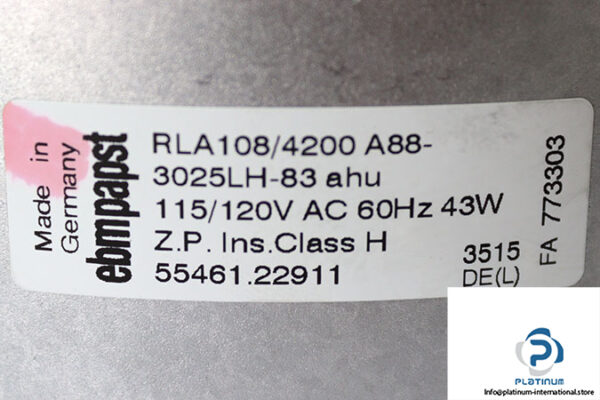 Made in
Germany
ebmpapst
RLA108/4200 A88-
3025LH-83 ahu
115/120V AC 60Hz 43W
Z.P. Ins.Class H
55461.22911
3515
DE(L)
FA 773303
PLATINUM
Info@platinum-international.store